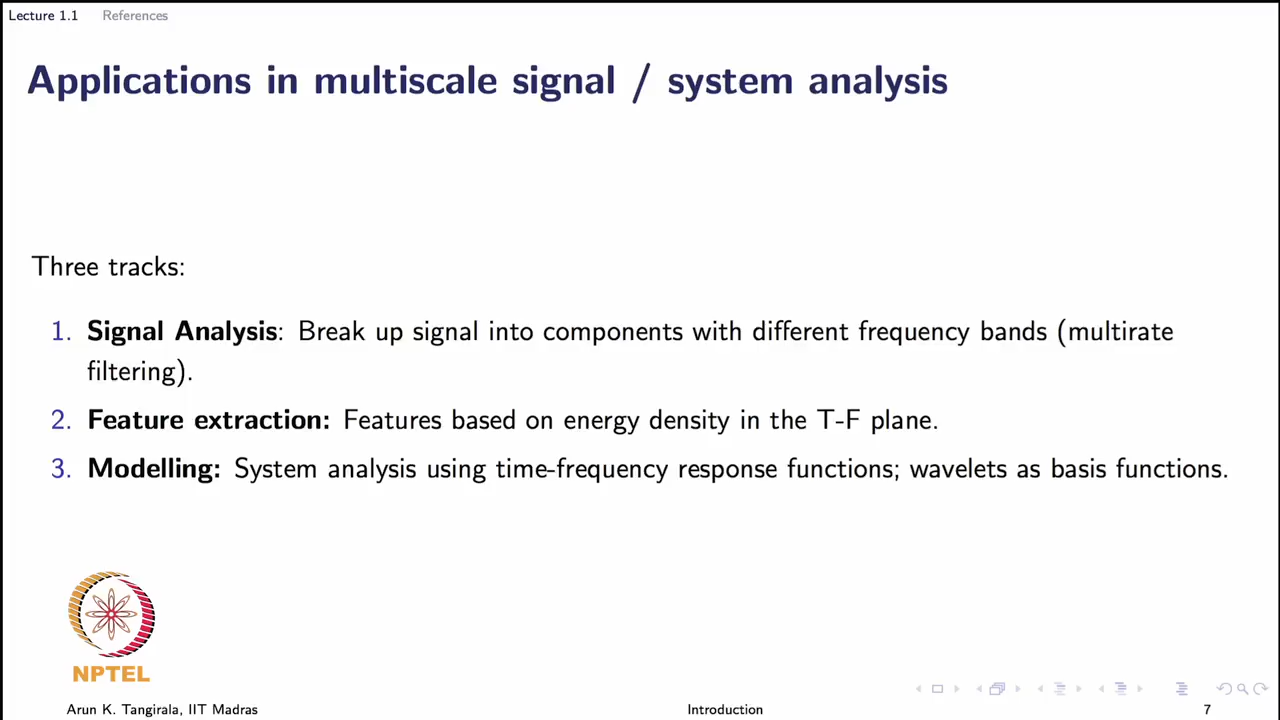 Lecture 1.1 References
Applications in multiscale signal / system analysis
Three tracks:
1. Signal Analysis: Break up signal into components with different frequency bands (multirate
filtering).
2. Feature extraction: Features based on energy density in the T-F plane.
3. Modelling: System analysis using time-frequency response functions; wavelets as basis functions.
NPTEL
Arun K. Tangirala, IIT Madras Introduction 7